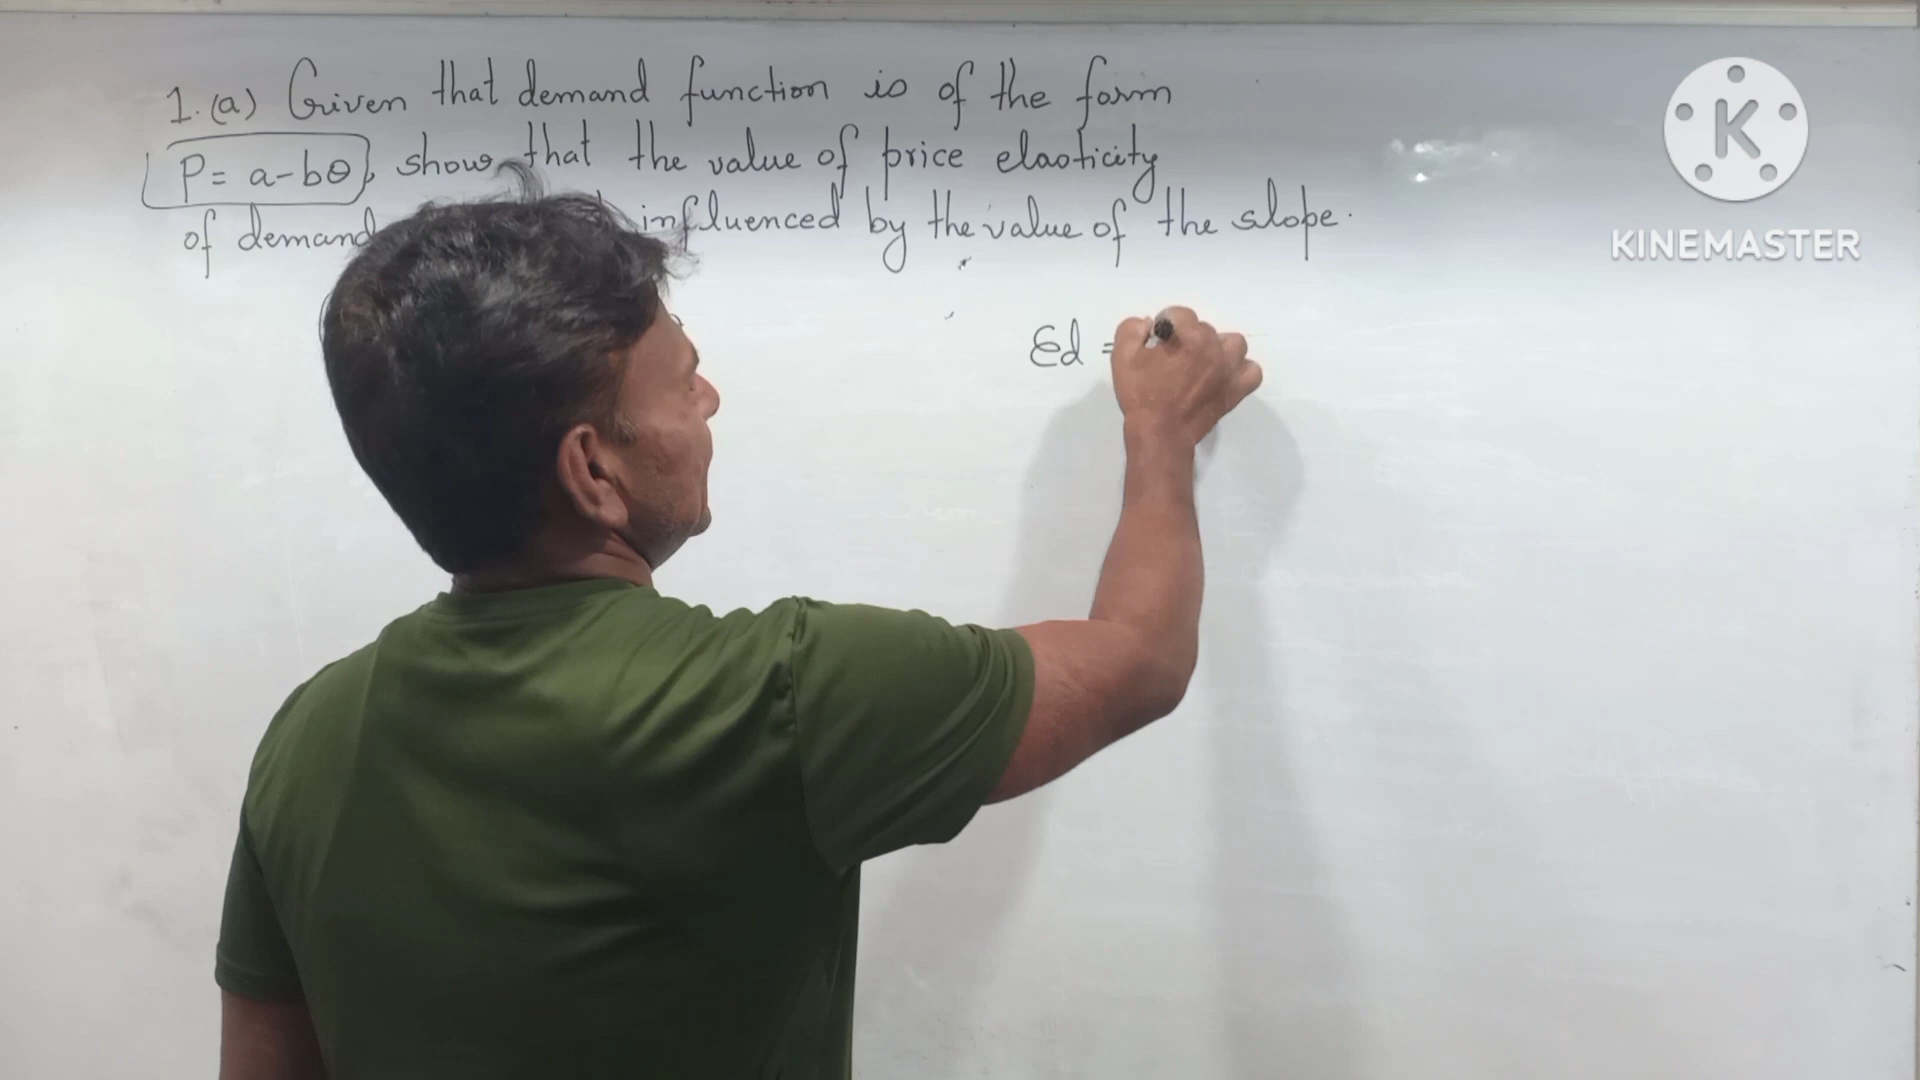 1.(a) Given that demand function is of the form
P = a-bθ, show that the value of price elasticity
of demand influenced by the value of the slope.
Ed =
K
KINEMASTER